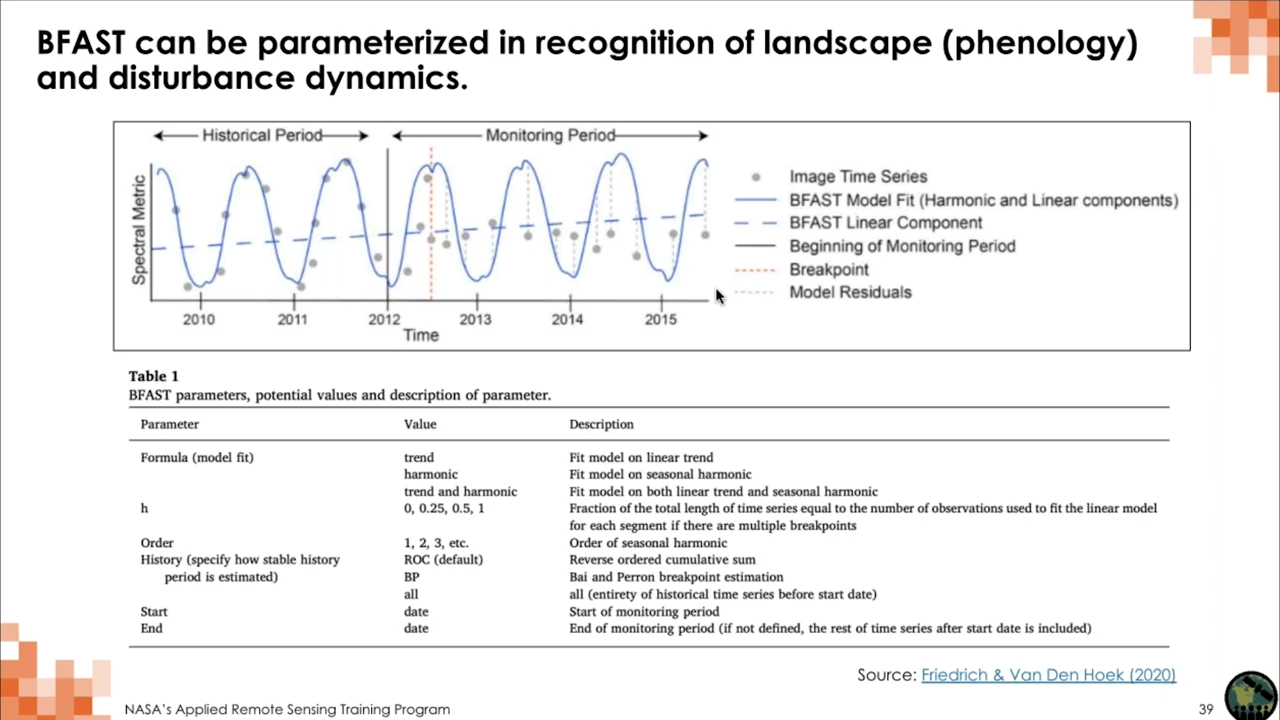 BFAST can be parameterized in recognition of landscape (phenology)
and disturbance dynamics.
Historical Period
Monitoring Period
Spectral Metric
2010
2011
2012
2013
2014
2015
Time
Image Time Series
BFAST Model Fit (Harmonic and Linear components)
BFAST Linear Component
Beginning of Monitoring Period
Breakpoint
Model Residuals
Table 1
BFAST parameters, potential values and description of parameter.
Parameter Value Description
Formula (model fit) trend Fit model on linear trend
harmonic Fit model on seasonal harmonic
trend and harmonic Fit model on both linear trend and seasonal harmonic
h 0, 0.25, 0.5, 1 Fraction of the total length of time series equal to the number of observations used to fit the linear model
for each segment if there are multiple breakpoints
Order 1, 2, 3, etc. Order of seasonal harmonic
History (specify how stable history ROC (default) Reverse ordered cumulative sum
period is estimated) BP Bai and Perron breakpoint estimation
all all (entirety of historical time series before start date)
Start date Start of monitoring period
End date End of monitoring period (if not defined, the rest of time series after start date is included)
Source: Friedrich & Van Den Hoek (2020)
NASA's Applied Remote Sensing Training Program
39